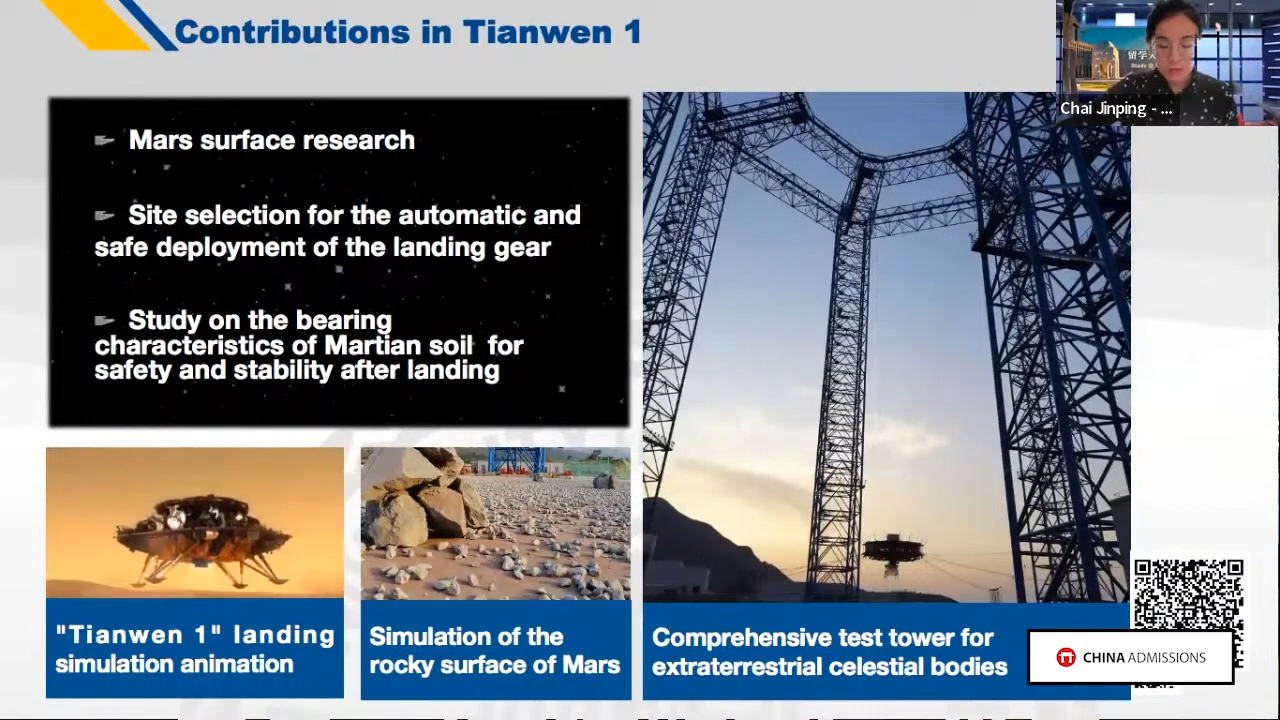 Contributions in Tianwen 1
Chai Jinping - ...
Mars surface research
Site selection for the automatic and
safe deployment of the landing gear
Study on the bearing
characteristics of Martian soil for
safety and stability after landing
"Tianwen 1" landing
simulation animation
Simulation of the
rocky surface of Mars
Comprehensive test tower for
extraterrestrial celestial bodies
CHINA ADMISSIONS